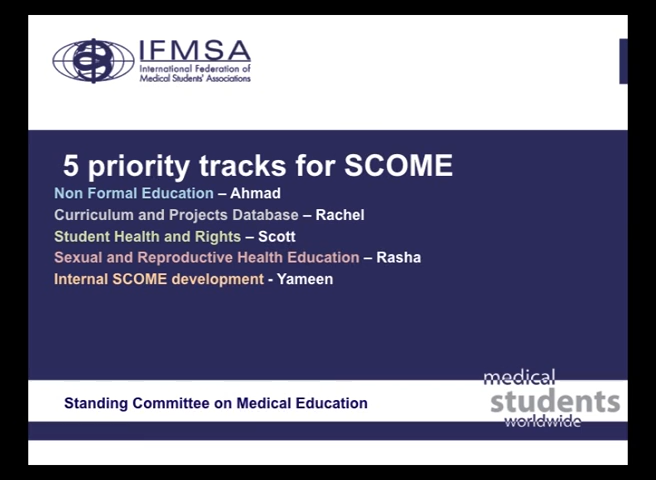 IFMSA
International Federation of
Medical Students' Associations
5 priority tracks for SCOME
Non Formal Education – Ahmad
Curriculum and Projects Database – Rachel
Student Health and Rights – Scott
Sexual and Reproductive Health Education – Rasha
Internal SCOME development - Yameen
Standing Committee on Medical Education
medical
students
worldwide